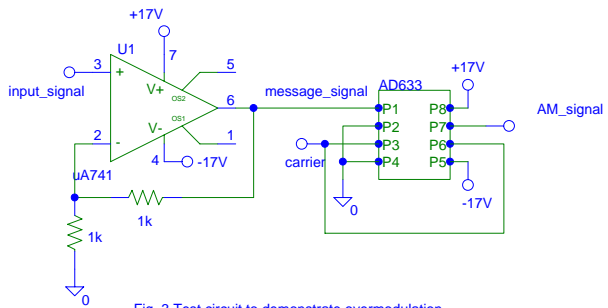 +17V
U1
3
+
7
V+
5
OS2
input_signal
6
OS1
2
-
V-
4
1
-17V
uA741
1k
1k
0
message_signal
AD633
+17V
P1
P8
P2
P7
AM_signal
P3
P6
carrier
P4
P5
-17V
0
Fig. 3 Test circuit to demonstrate overmodulation